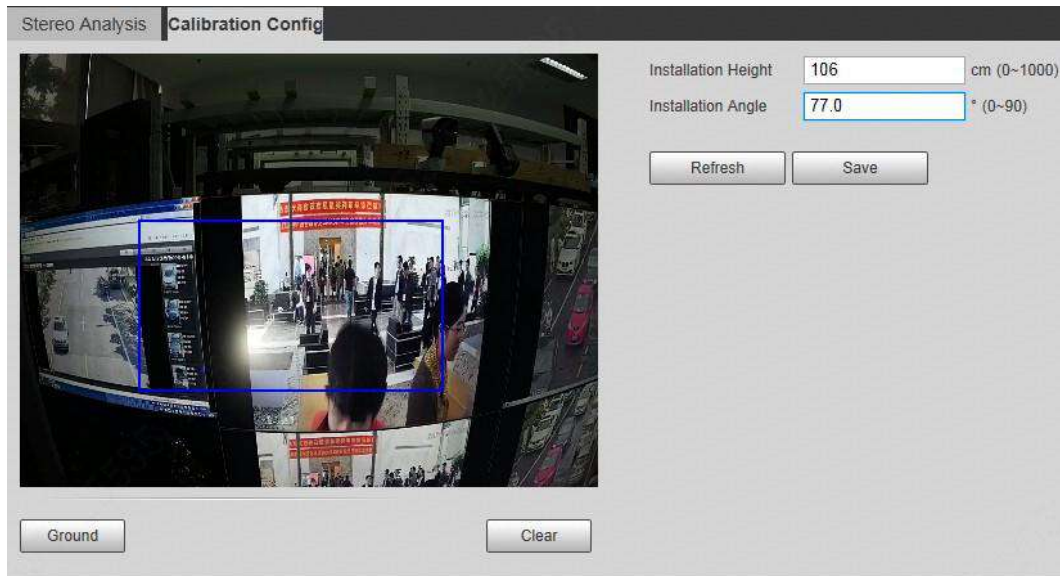 Stereo Analysis Calibration Config
Installation Height 106 cm (0~1000)
Installation Angle 77.0 ° (0~90)
Refresh Save
Ground Clear